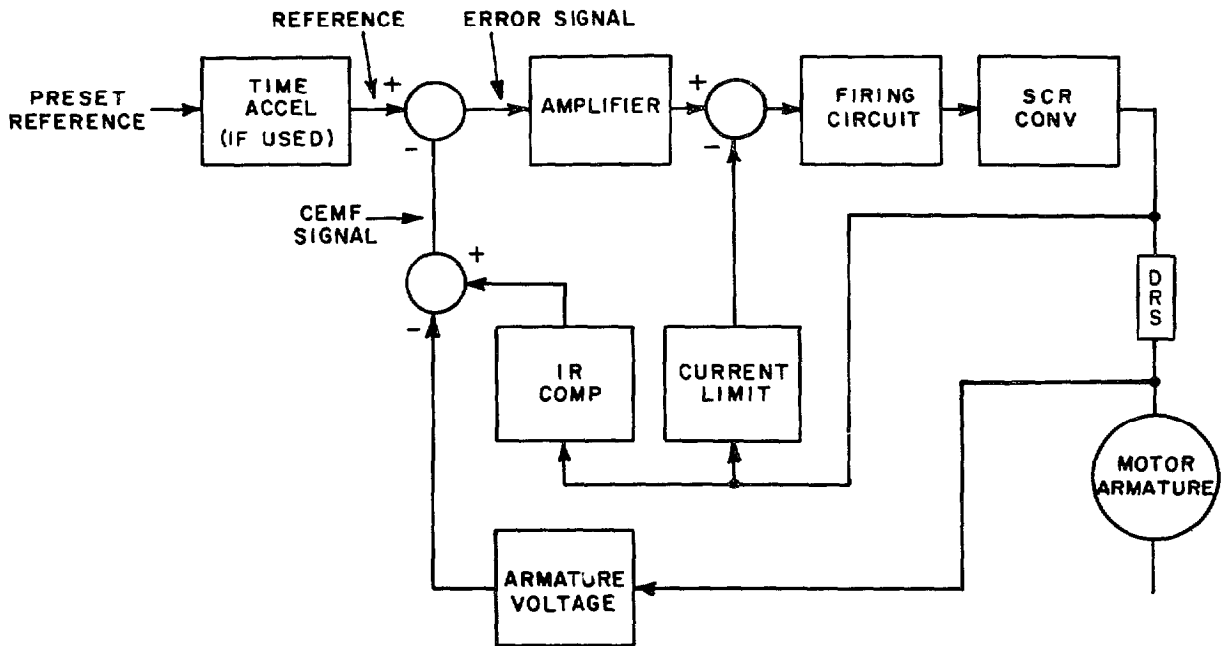 REFERENCE
ERROR SIGNAL
PRESET
REFERENCE
TIME
ACCEL
(IF USED)
+
-
AMPLIFIER
+
-
FIRING
CIRCUIT
SCR
CONV
CEMF
SIGNAL
+
-
IR
COMP
CURRENT
LIMIT
D
R
S
MOTOR
ARMATURE
ARMATURE
VOLTAGE